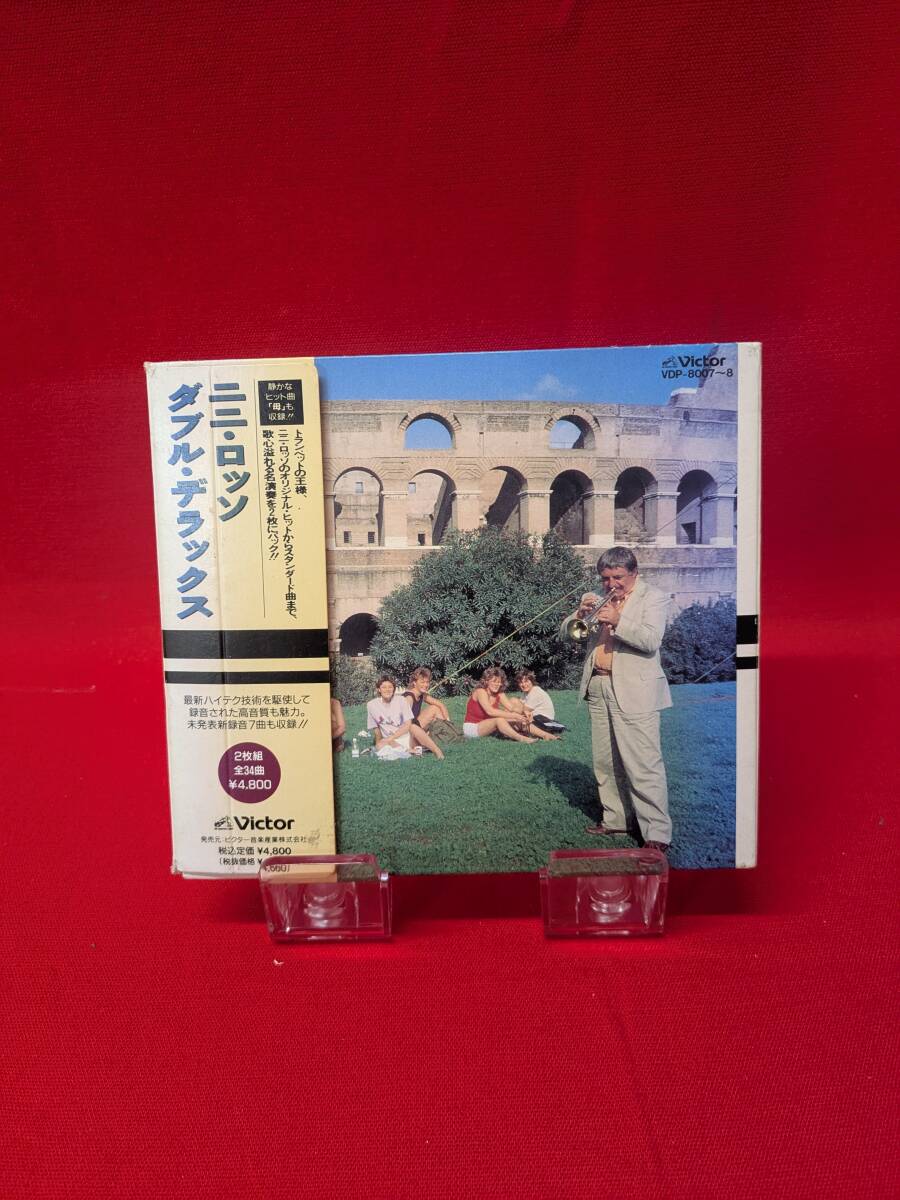 ニニ・ロッソ
ダブル・デラックス
静かな
ヒット曲
「母」も
収録!!
トランペットの王様、
ニニ・ロッソのオリジナル・ヒットからスタンダード曲まで、
歌心溢れる名演奏を2枚にパック!!
最新ハイテク技術を駆使して
録音された高音質も魅力。
未発表新録音7曲も収録!!
2枚組
全34曲
¥4,800
Victor
発売元・ビクター音楽産業株式会社
税込定価¥4,800
(税抜価格¥
,660)
Victor
VDP-8007〜8